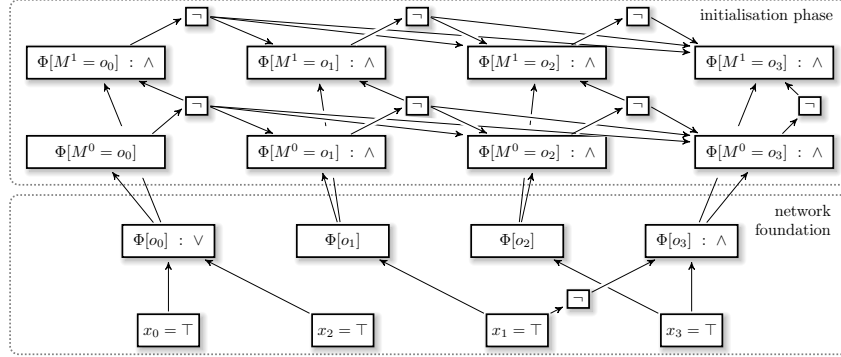 initialisation phase
¬ ¬ ¬
Φ[M¹ = o₀] : ∧ Φ[M¹ = o₁] : ∧ Φ[M¹ = o₂] : ∧ Φ[M¹ = o₃] : ∧
¬ ¬ ¬ ¬
Φ[M⁰ = o₀] Φ[M⁰ = o₁] : ∧ Φ[M⁰ = o₂] : ∧ Φ[M⁰ = o₃] : ∧
network
foundation
Φ[o₀] : ∨ Φ[o₁] Φ[o₂] Φ[o₃] : ∧
¬
x₀ = ⊤ x₂ = ⊤ x₁ = ⊤ x₃ = ⊤